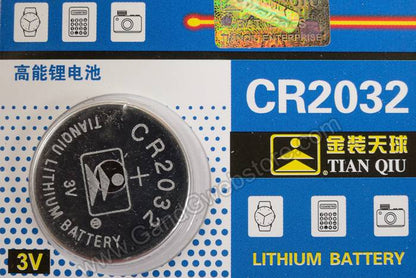 ENTERPRISE
高能锂电池
CR2032
TIANQIU LITHIUM BATTERY
CR2032
3V
金装天球
TIAN QIU
3V
LITHIUM BATTERY